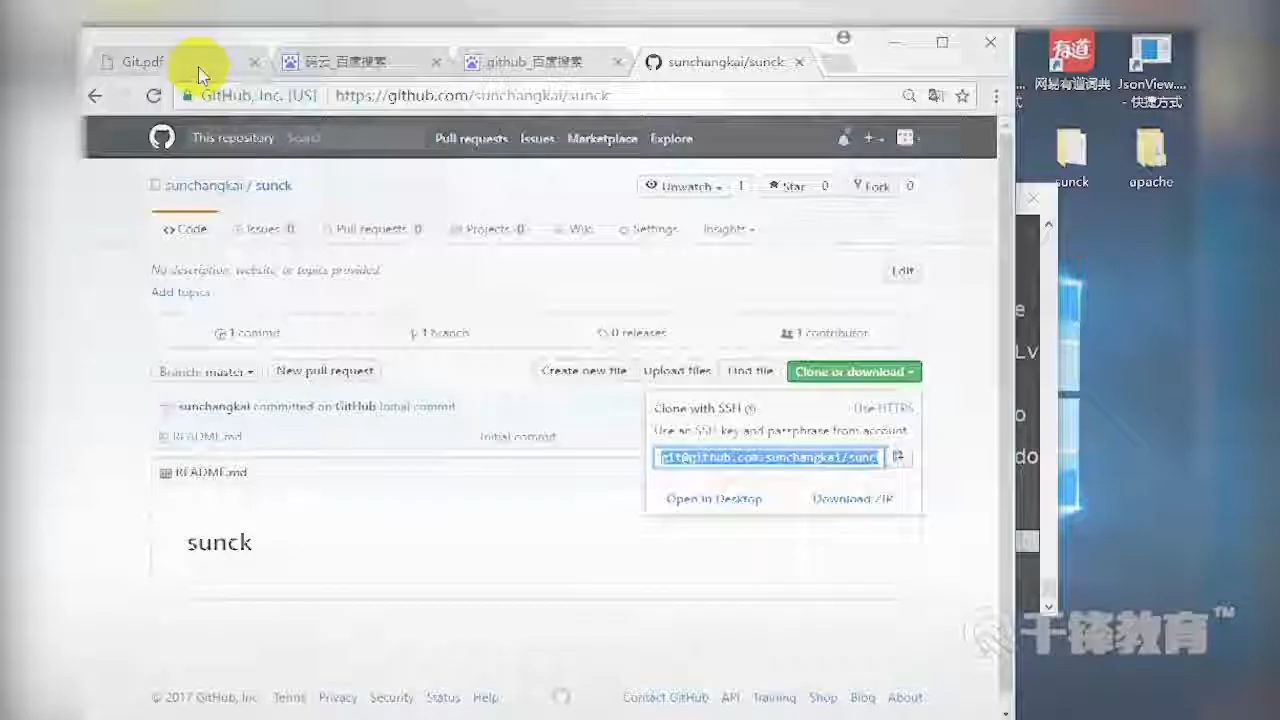 Git.pdf
码云_百度搜索
github_百度搜索
sunchangkai/sunck
GitHub, Inc. [US]
https://github.com/sunchangkai/sunck
This repository
Search
Pull requests
Issues
Marketplace
Explore
sunchangkai / sunck
Unwatch
1
Star
0
Fork
0
Code
Issues 0
Pull requests 0
Projects 0
Wiki
Settings
Insights
No description, website, or topics provided.
Edit
Add topics
1 commit
1 branch
0 releases
1 contributor
Branch: master
New pull request
Create new file
Upload files
Find file
Clone or download
sunchangkai committed on GitHub Initial commit
README.md
Initial commit
Clone with SSH
Use HTTPS
Use an SSH key and passphrase from account.
git@github.com:sunchangkai/sunc
Open in Desktop
Download ZIP
README.md
sunck
© 2017 GitHub, Inc.
Terms
Privacy
Security
Status
Help
Contact GitHub
API
Training
Shop
Blog
About
有道
网易有道词典
JsonView....
- 快捷方式
sunck
apache
e
LV
o
do
千锋教育™